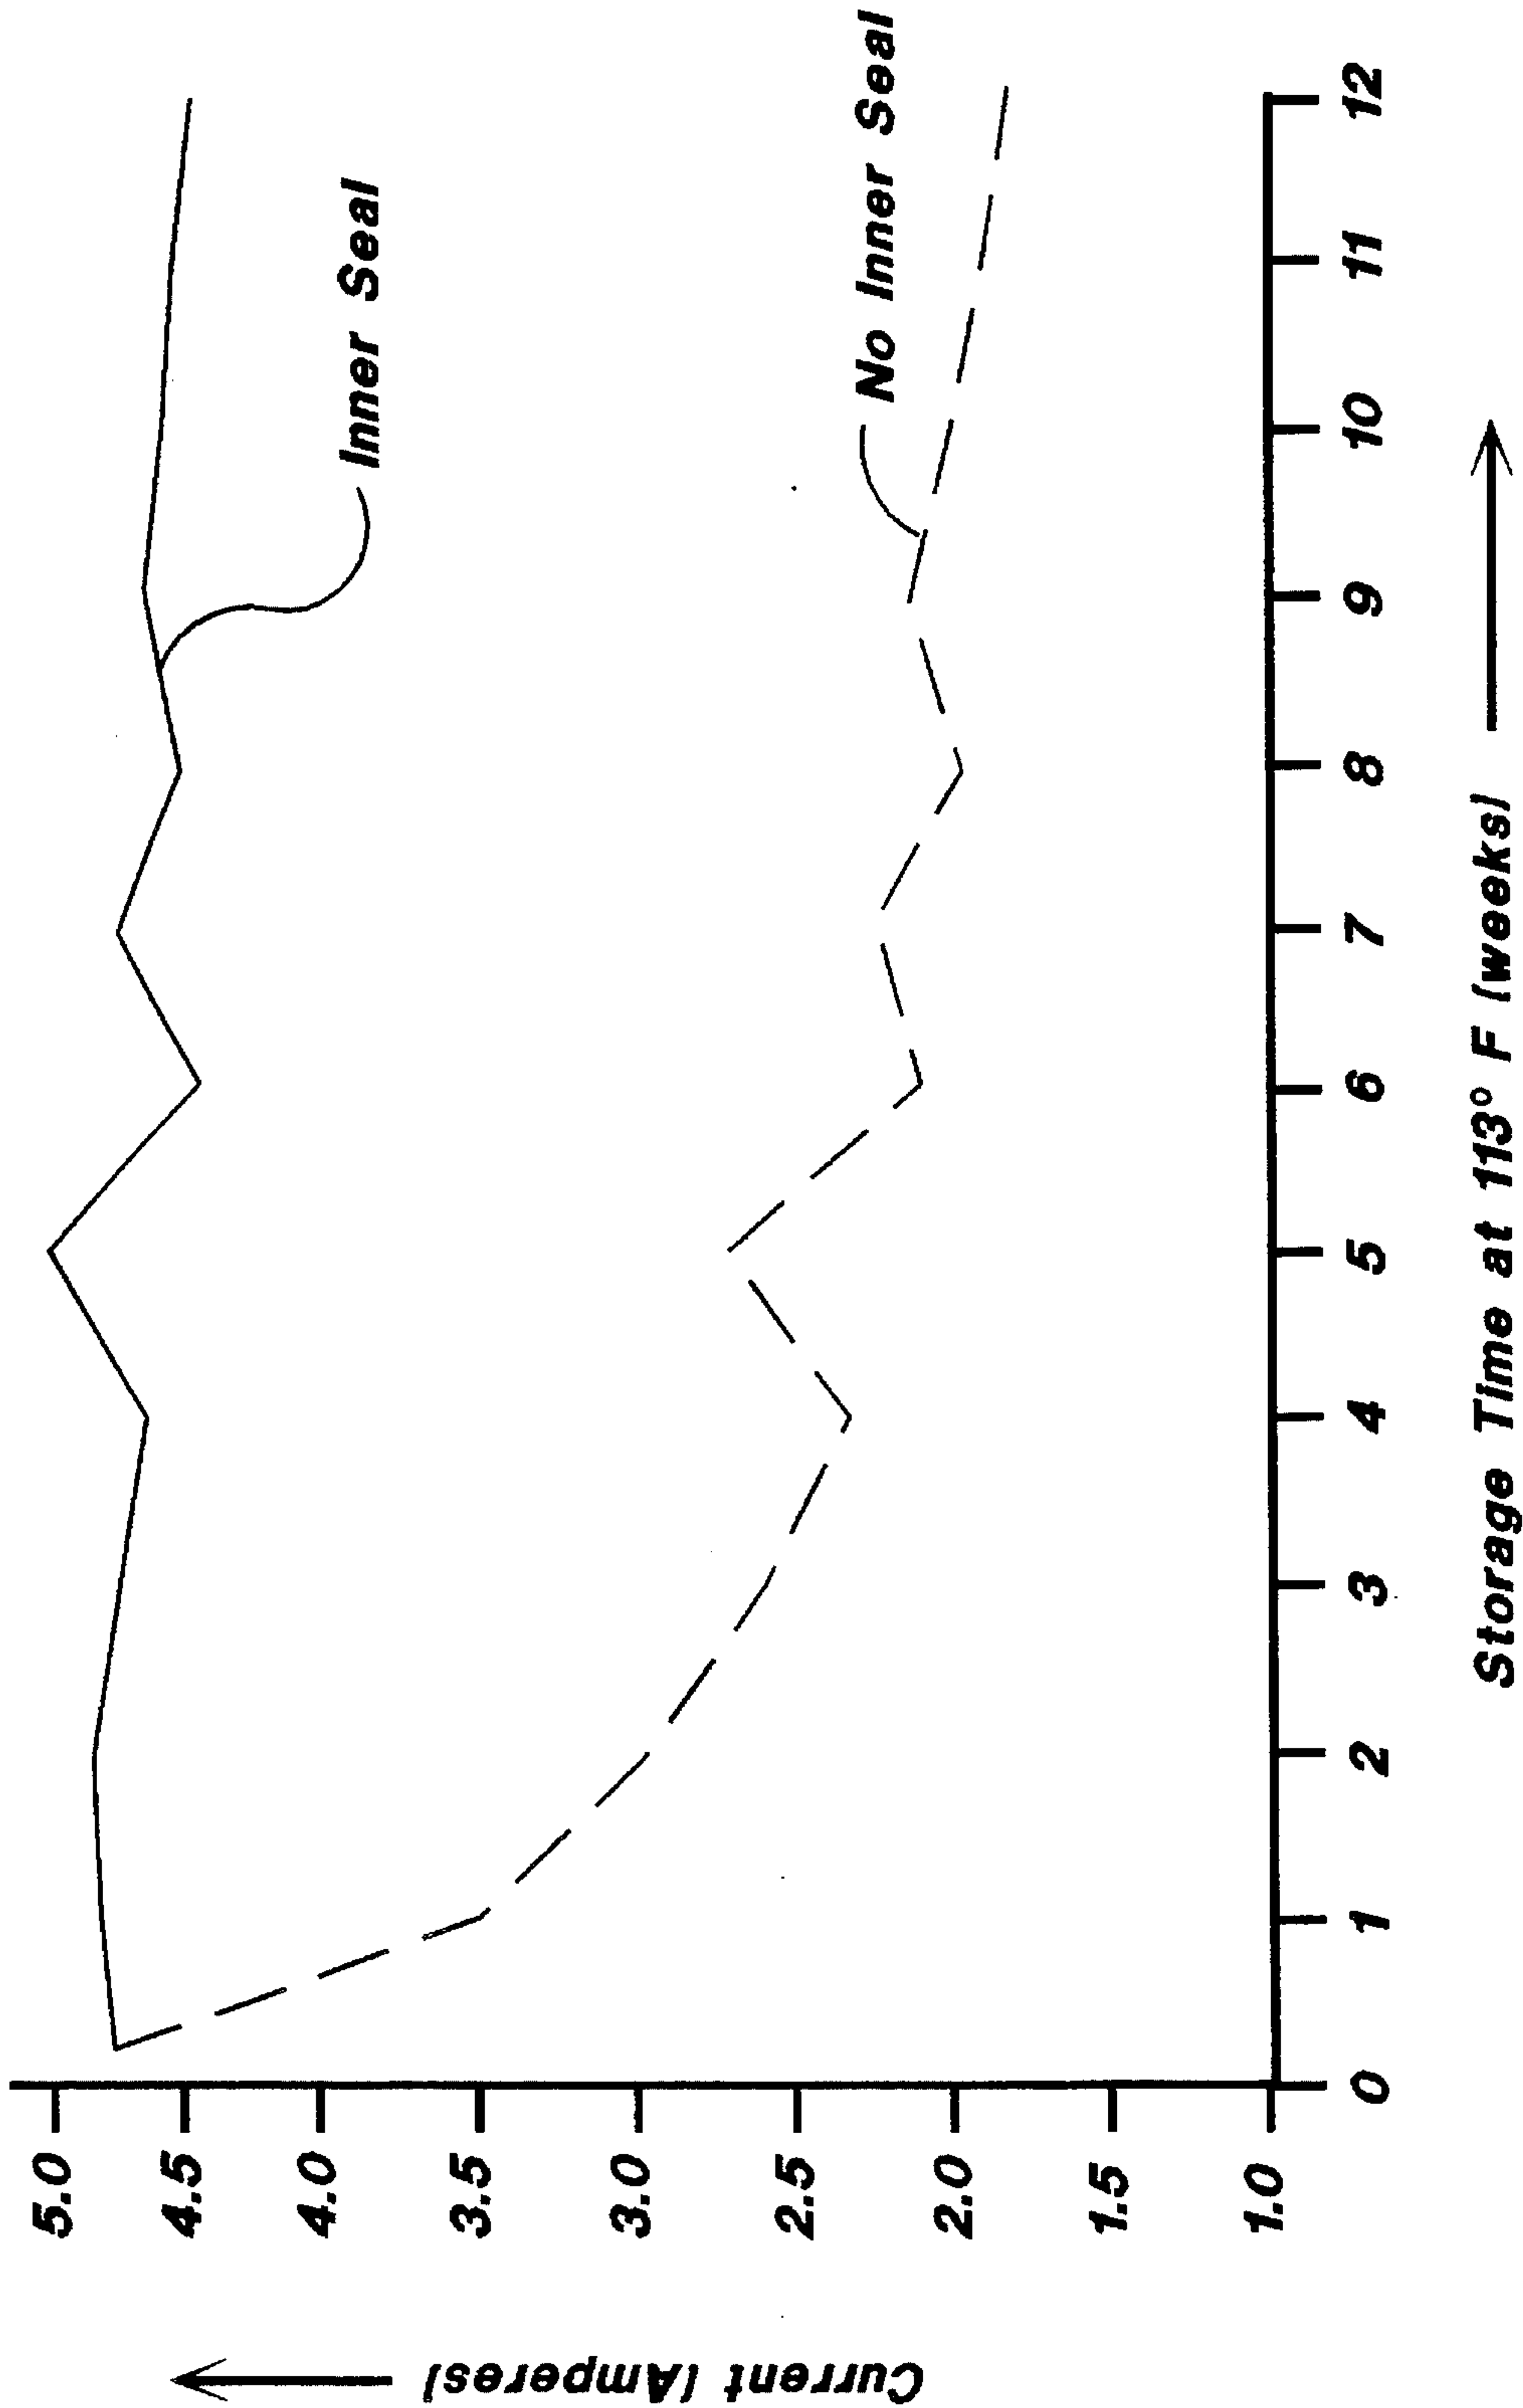 Current (Amperes)
5.0
4.5
4.0
3.5
3.0
2.5
2.0
1.5
1.0
Inner Seal
No Inner Seal
0 1 2 3 4 5 6 7 8 9 10 11 12
Storage Time at 113° F (weeks)